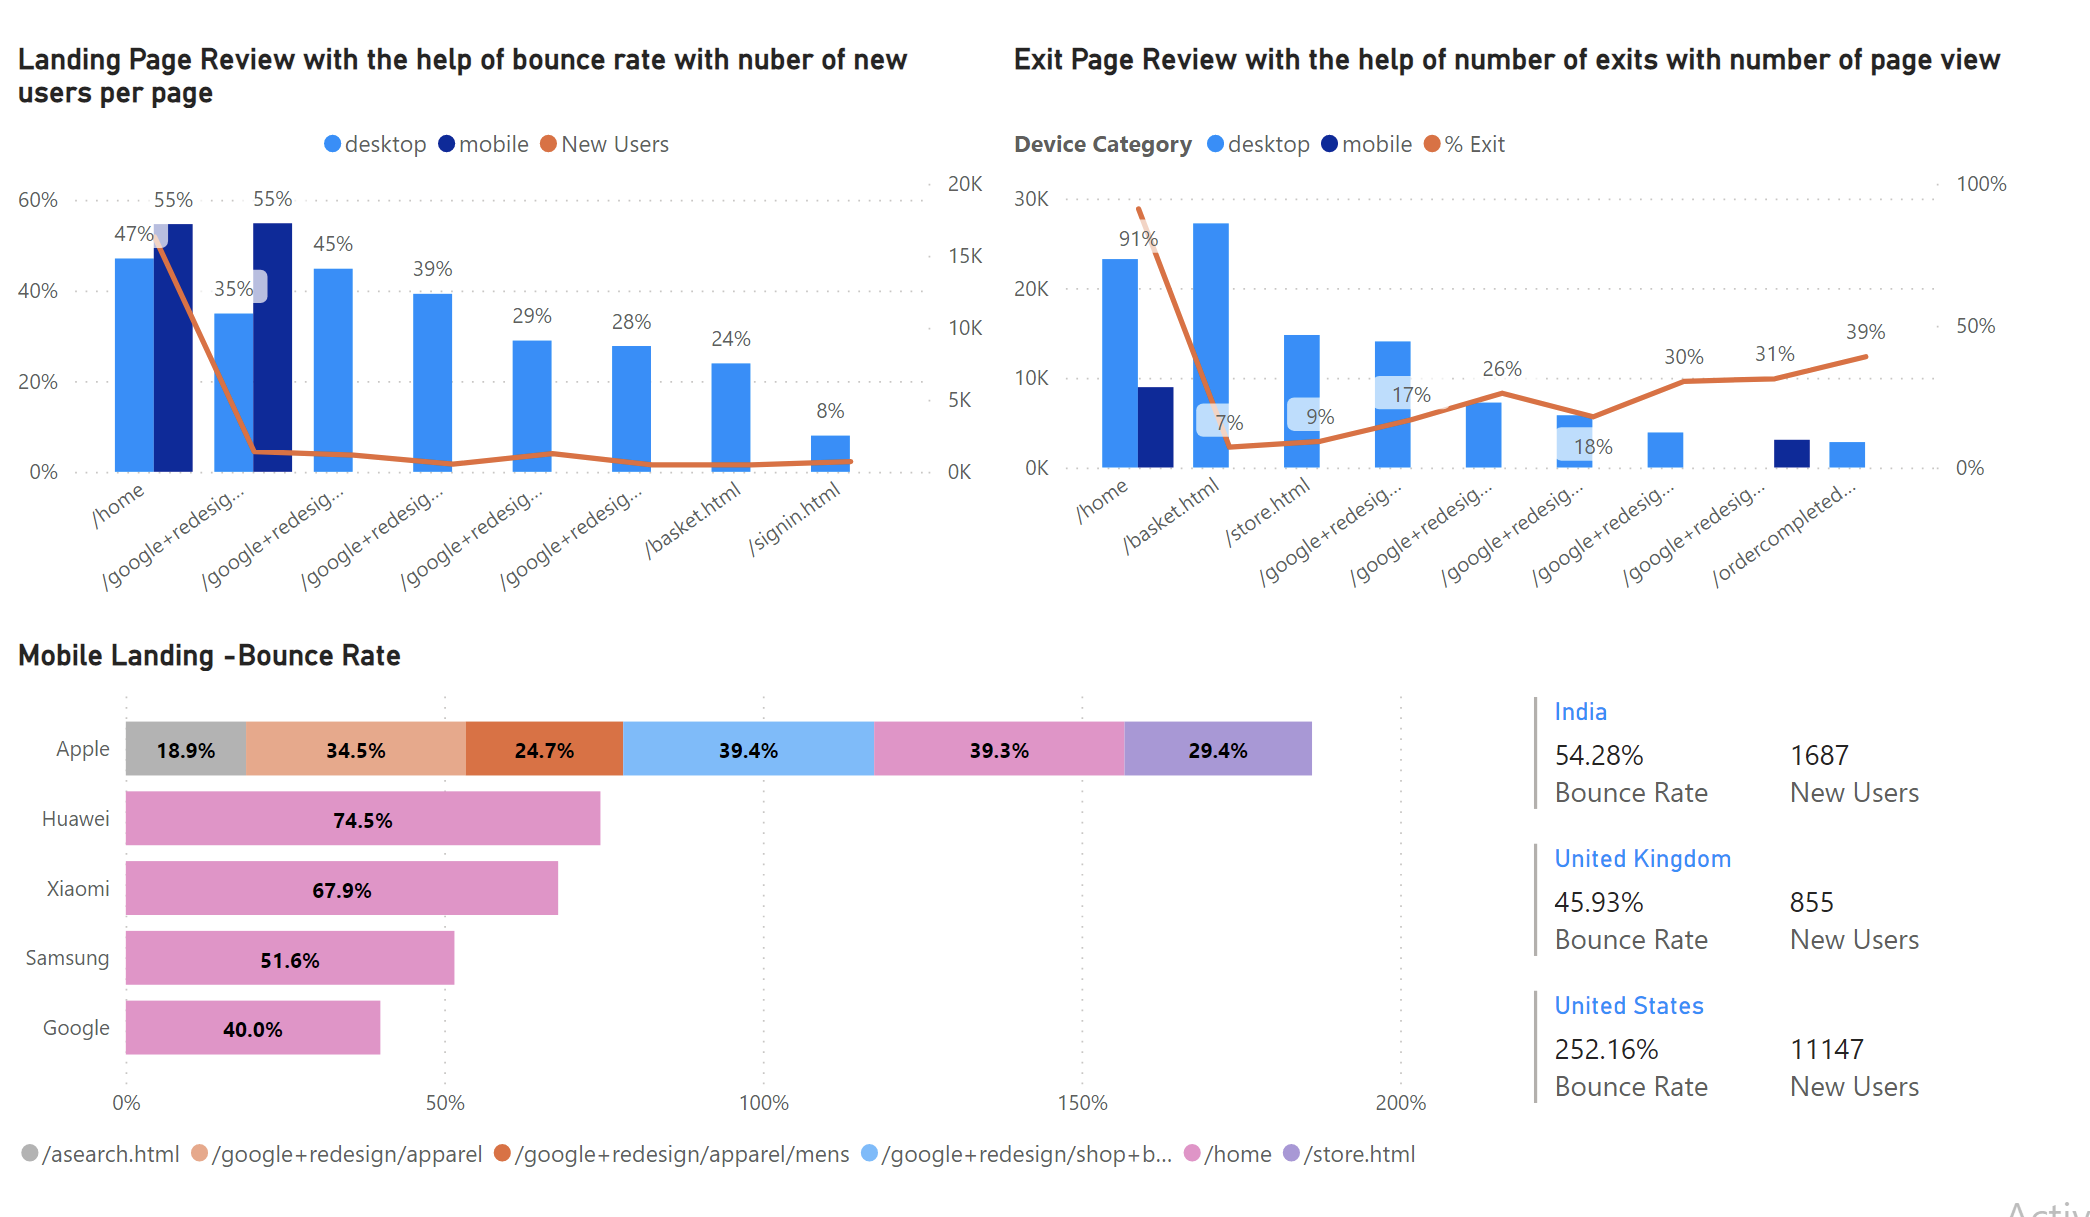 Landing Page Review with the help of bounce rate with nuber of new
users per page
desktop mobile New Users
60%
40%
20%
0%
20K
15K
10K
5K
0K
47%
55%
35%
55%
45%
39%
29%
28%
24%
8%
/home
/google+redesig...
/google+redesig...
/google+redesig...
/google+redesig...
/google+redesig...
/basket.html
/signin.html
Exit Page Review with the help of number of exits with number of page view
Device Category desktop mobile % Exit
30K
20K
10K
0K
100%
50%
0%
91%
7%
9%
17%
26%
18%
30%
31%
39%
/home
/basket.html
/store.html
/google+redesig...
/google+redesig...
/google+redesig...
/google+redesig...
/google+redesig...
/ordercompleted...
Mobile Landing -Bounce Rate
Apple 18.9% 34.5% 24.7% 39.4% 39.3% 29.4%
Huawei 74.5%
Xiaomi 67.9%
Samsung 51.6%
Google 40.0%
0% 50% 100% 150% 200%
/asearch.html /google+redesign/apparel /google+redesign/apparel/mens /google+redesign/shop+b... /home /store.html
India
54.28% 1687
Bounce Rate New Users
United Kingdom
45.93% 855
Bounce Rate New Users
United States
252.16% 11147
Bounce Rate New Users